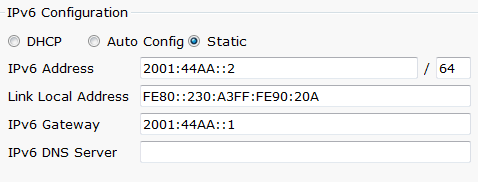 IPv6 Configuration
DHCP Auto Config Static
IPv6 Address 2001:44AA::2 / 64
Link Local Address FE80::230:A3FF:FE90:20A
IPv6 Gateway 2001:44AA::1
IPv6 DNS Server